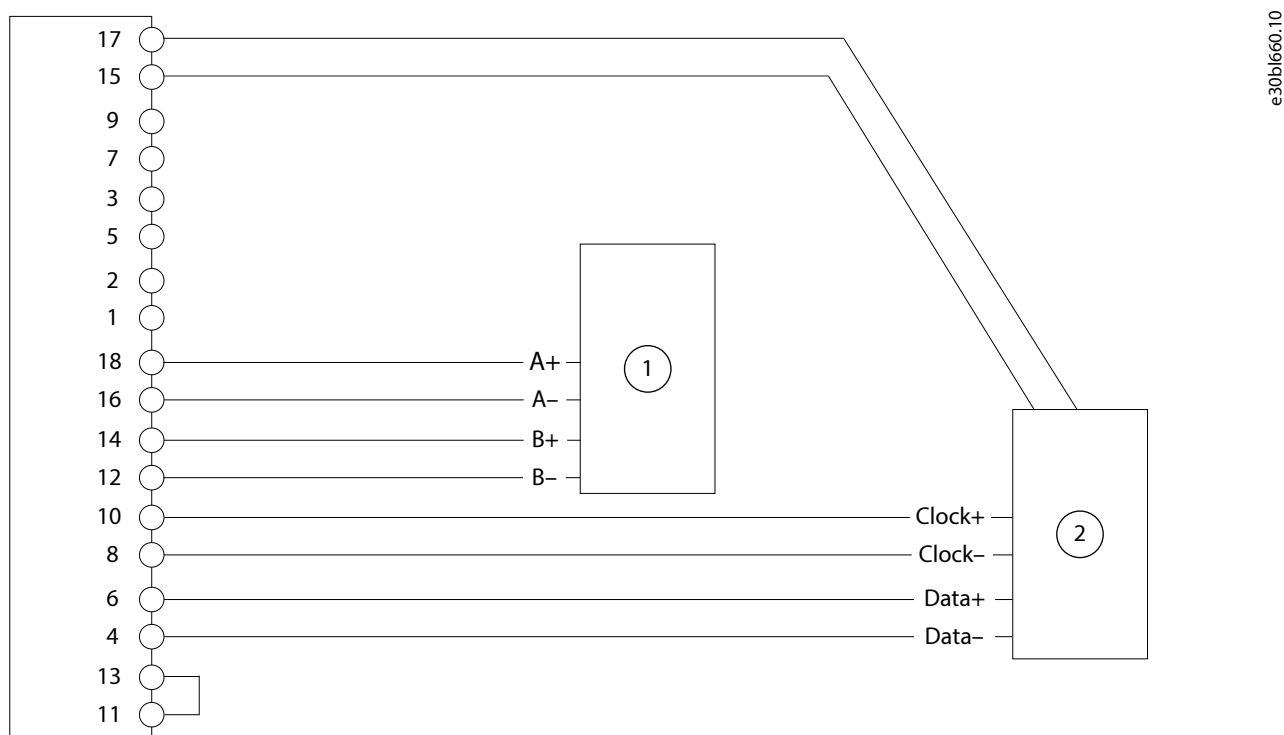 e30bl660.10
17
15
9
7
3
5
2
1
18 A+
16 A–
1
14 B+
12 B–
10 Clock+
8 Clock–
2
6 Data+
4 Data–
13
11